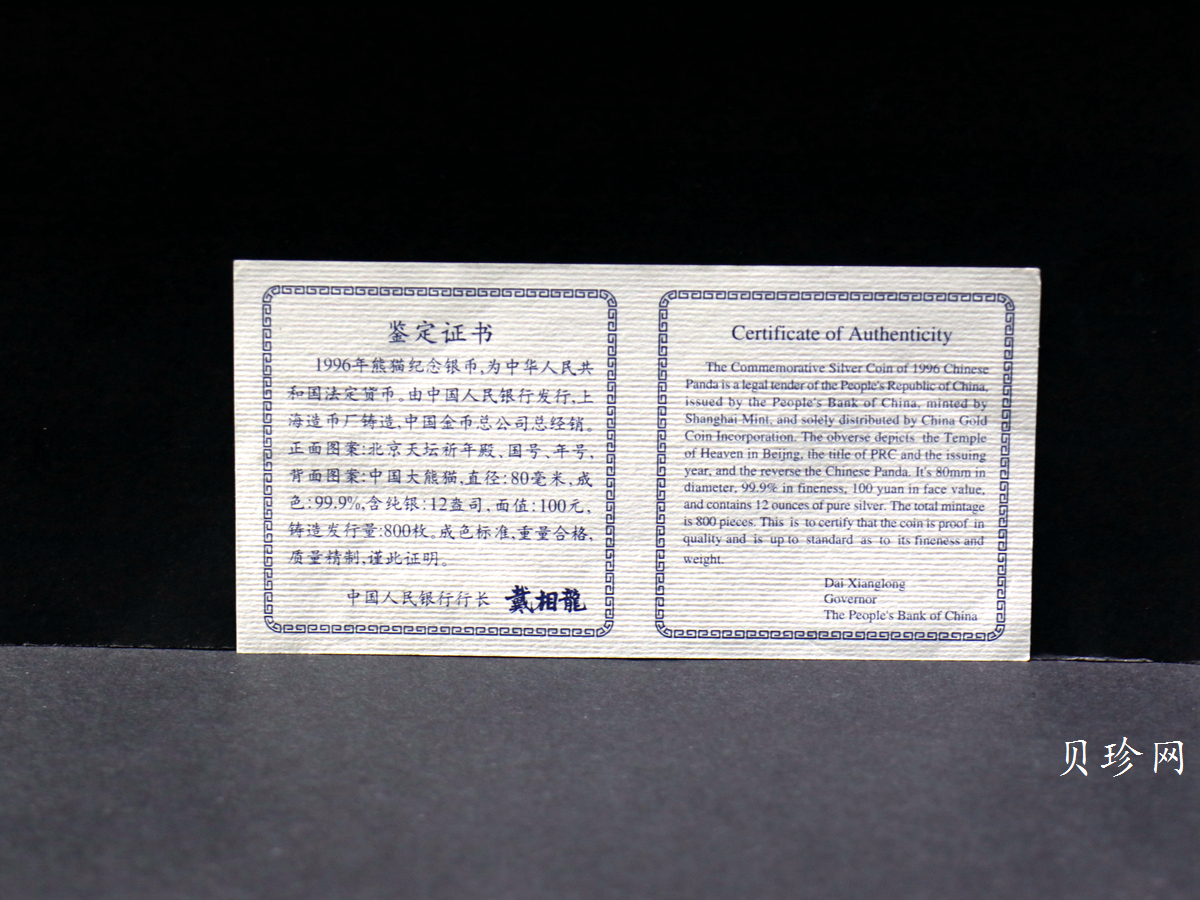 鉴定证书
1996年熊猫纪念银币,为中华人民共
和国法定货币。由中国人民银行发行,上
海造币厂铸造,中国金币总公司总经销。
正面图案:北京天坛祈年殿、国号、年号,
背面图案:中国大熊猫,直径:80毫米,成
色:99.9%,含纯银:12盎司,面值:100元,
铸造发行量:800枚。成色标准,重量合格,
质量精制,谨此证明。
中国人民银行行长 戴相龍
Certificate of Authenticity
The Commemorative Silver Coin of 1996 Chinese
Panda is a legal tender of the People's Republic of China,
issued by the People's Bank of China, minted by
Shanghai Mint, and solely distributed by China Gold
Coin Incorporation. The obverse depicts the Temple
of Heaven in Beijng, the title of PRC and the issuing
year, and the reverse the Chinese Panda. It's 80mm in
diameter, 99.9% in fineness, 100 yuan in face value,
and contains 12 ounces of pure silver. The total mintage
is 800 pieces. This is to certify that the coin is proof in
quality and is up to standard as to its fineness and
weight.
Dai Xianglong
Governor
The People's Bank of China
贝珍网